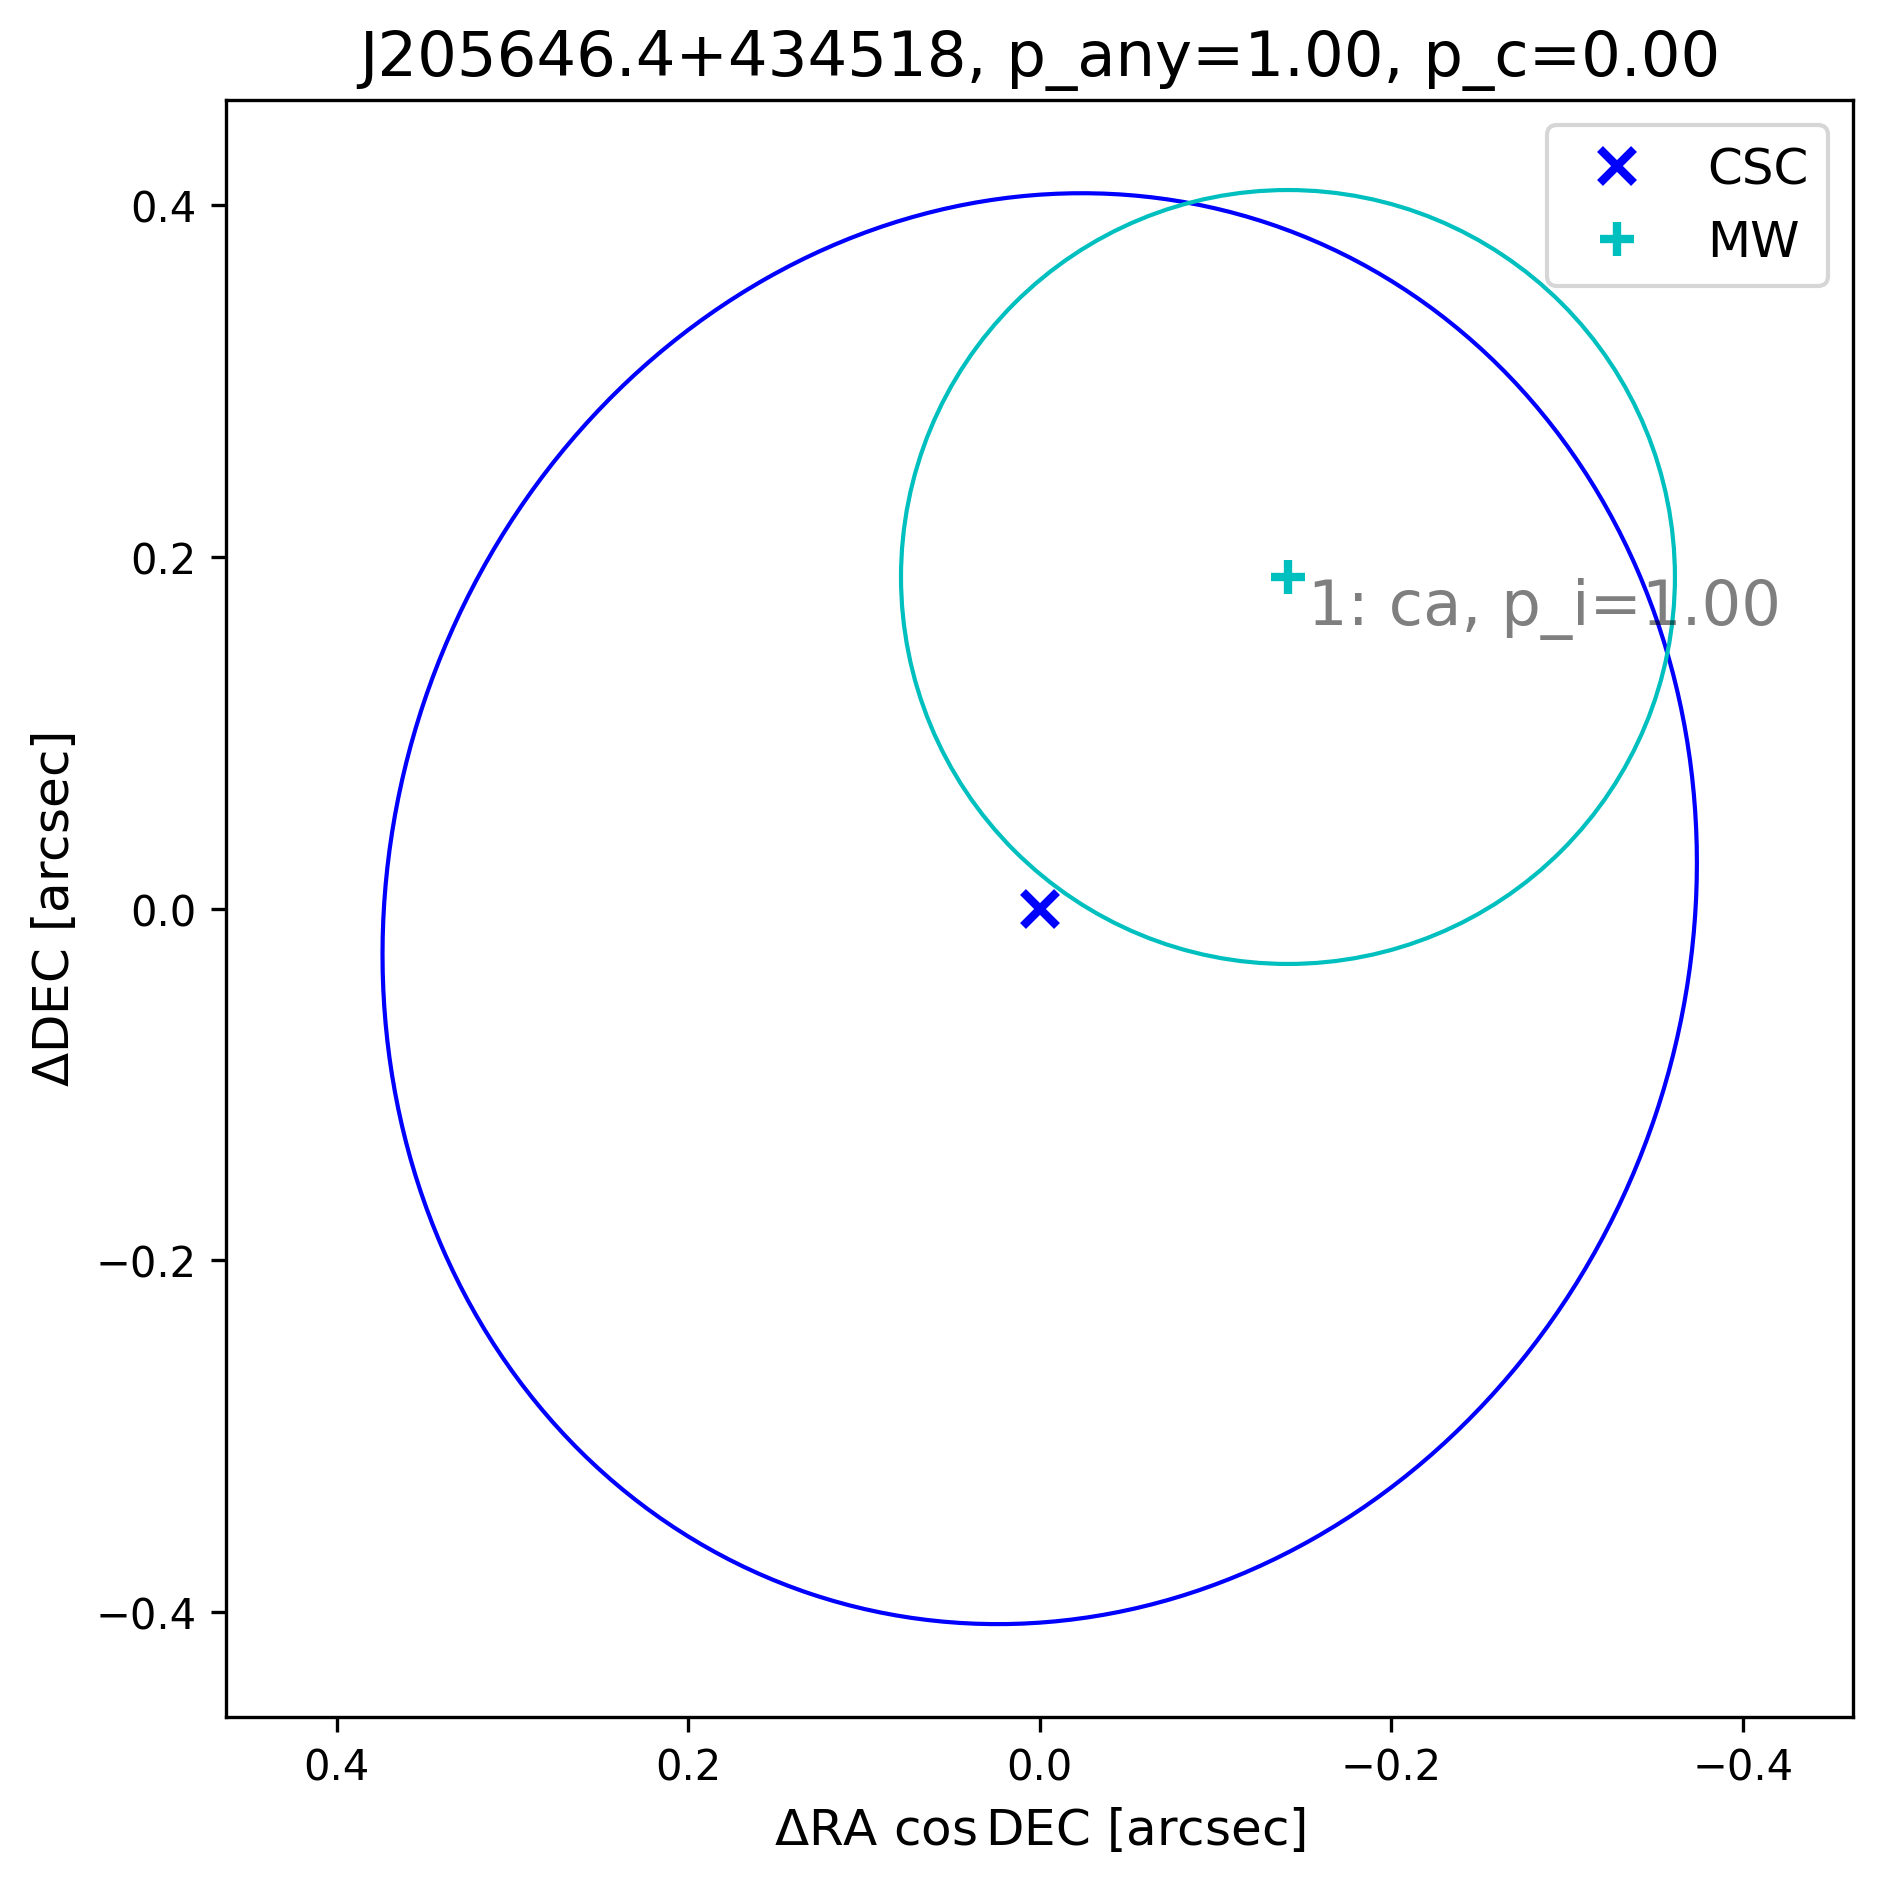 J205646.4+434518, p_any=1.00, p_c=0.00
CSC
MW
0.4
0.2
0.0
−0.2
−0.4
ΔDEC [arcsec]
1: ca, p_i=1.00
0.4
0.2
0.0
−0.2
−0.4
ΔRA cos DEC [arcsec]